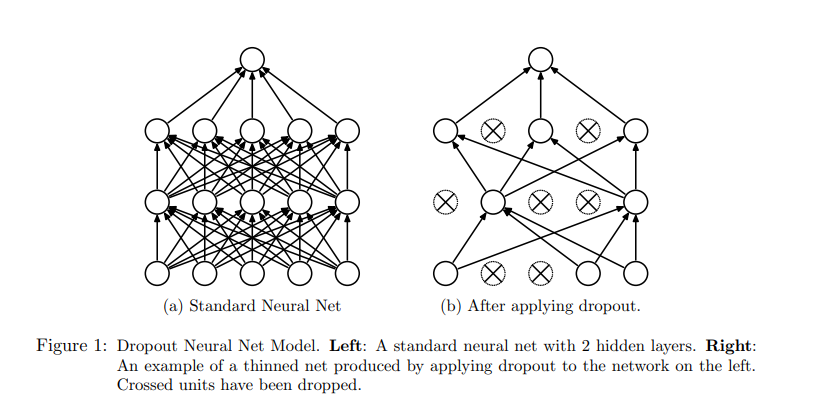 (a) Standard Neural Net
(b) After applying dropout.
Figure 1: Dropout Neural Net Model. Left: A standard neural net with 2 hidden layers. Right:
An example of a thinned net produced by applying dropout to the network on the left.
Crossed units have been dropped.